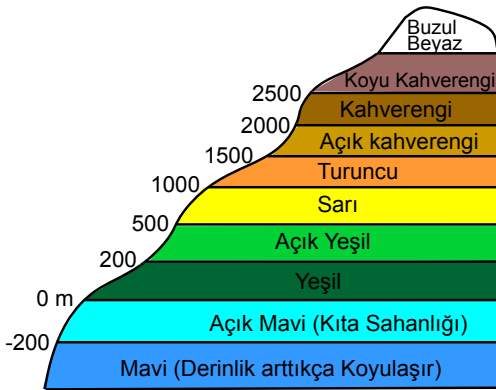 Buzul
Beyaz
Koyu Kahverengi
2500
Kahverengi
2000
Açık kahverengi
1500
Turuncu
1000
Sarı
500
Açık Yeşil
200
Yeşil
0 m
Açık Mavi (Kıta Sahanlığı)
-200
Mavi (Derinlik arttıkça Koyulaşır)